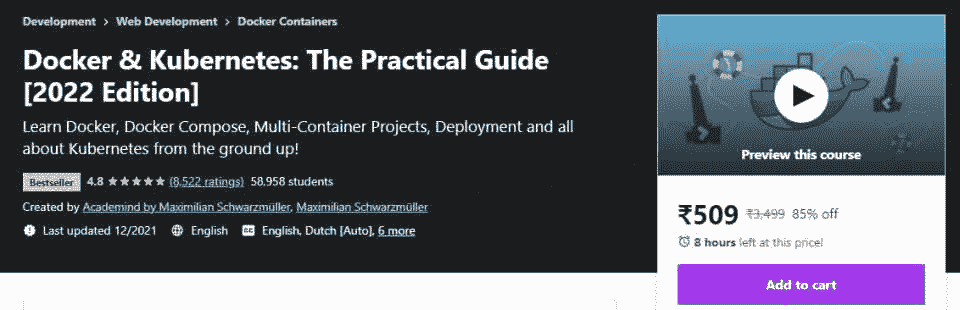 Development > Web Development > Docker Containers
Docker & Kubernetes: The Practical Guide
[2022 Edition]
Learn Docker, Docker Compose, Multi-Container Projects, Deployment and all
about Kubernetes from the ground up!
Bestseller 4.8 ★★★★★ (8,522 ratings) 58,958 students
Created by Academind by Maximilian Schwarzmüller, Maximilian Schwarzmüller
Last updated 12/2021 English English, Dutch [Auto], 6 more
Preview this course
₹509 ₹3,499 85% off
8 hours left at this price!
Add to cart